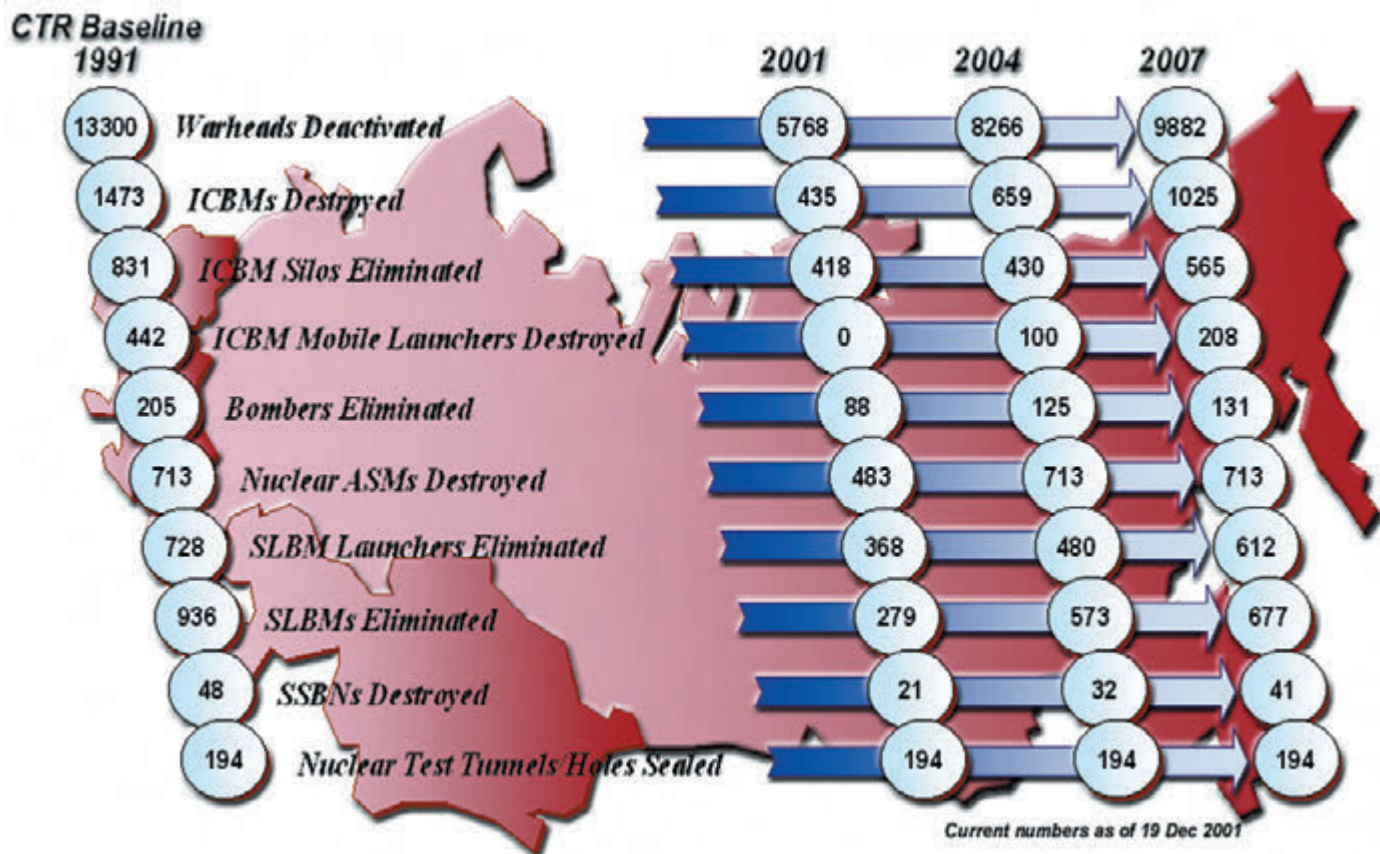 CTR Baseline
1991 2001 2004 2007
13300 Warheads Deactivated 5768 8266 9882
1473 ICBMs Destroyed 435 659 1025
831 ICBM Silos Eliminated 418 430 565
442 ICBM Mobile Launchers Destroyed 0 100 208
205 Bombers Eliminated 88 125 131
713 Nuclear ASMs Destroyed 483 713 713
728 SLBM Launchers Eliminated 368 480 612
936 SLBMs Eliminated 279 573 677
48 SSBNs Destroyed 21 32 41
194 Nuclear Test Tunnels/Holes Sealed 194 194 194
Current numbers as of 19 Dec 2001